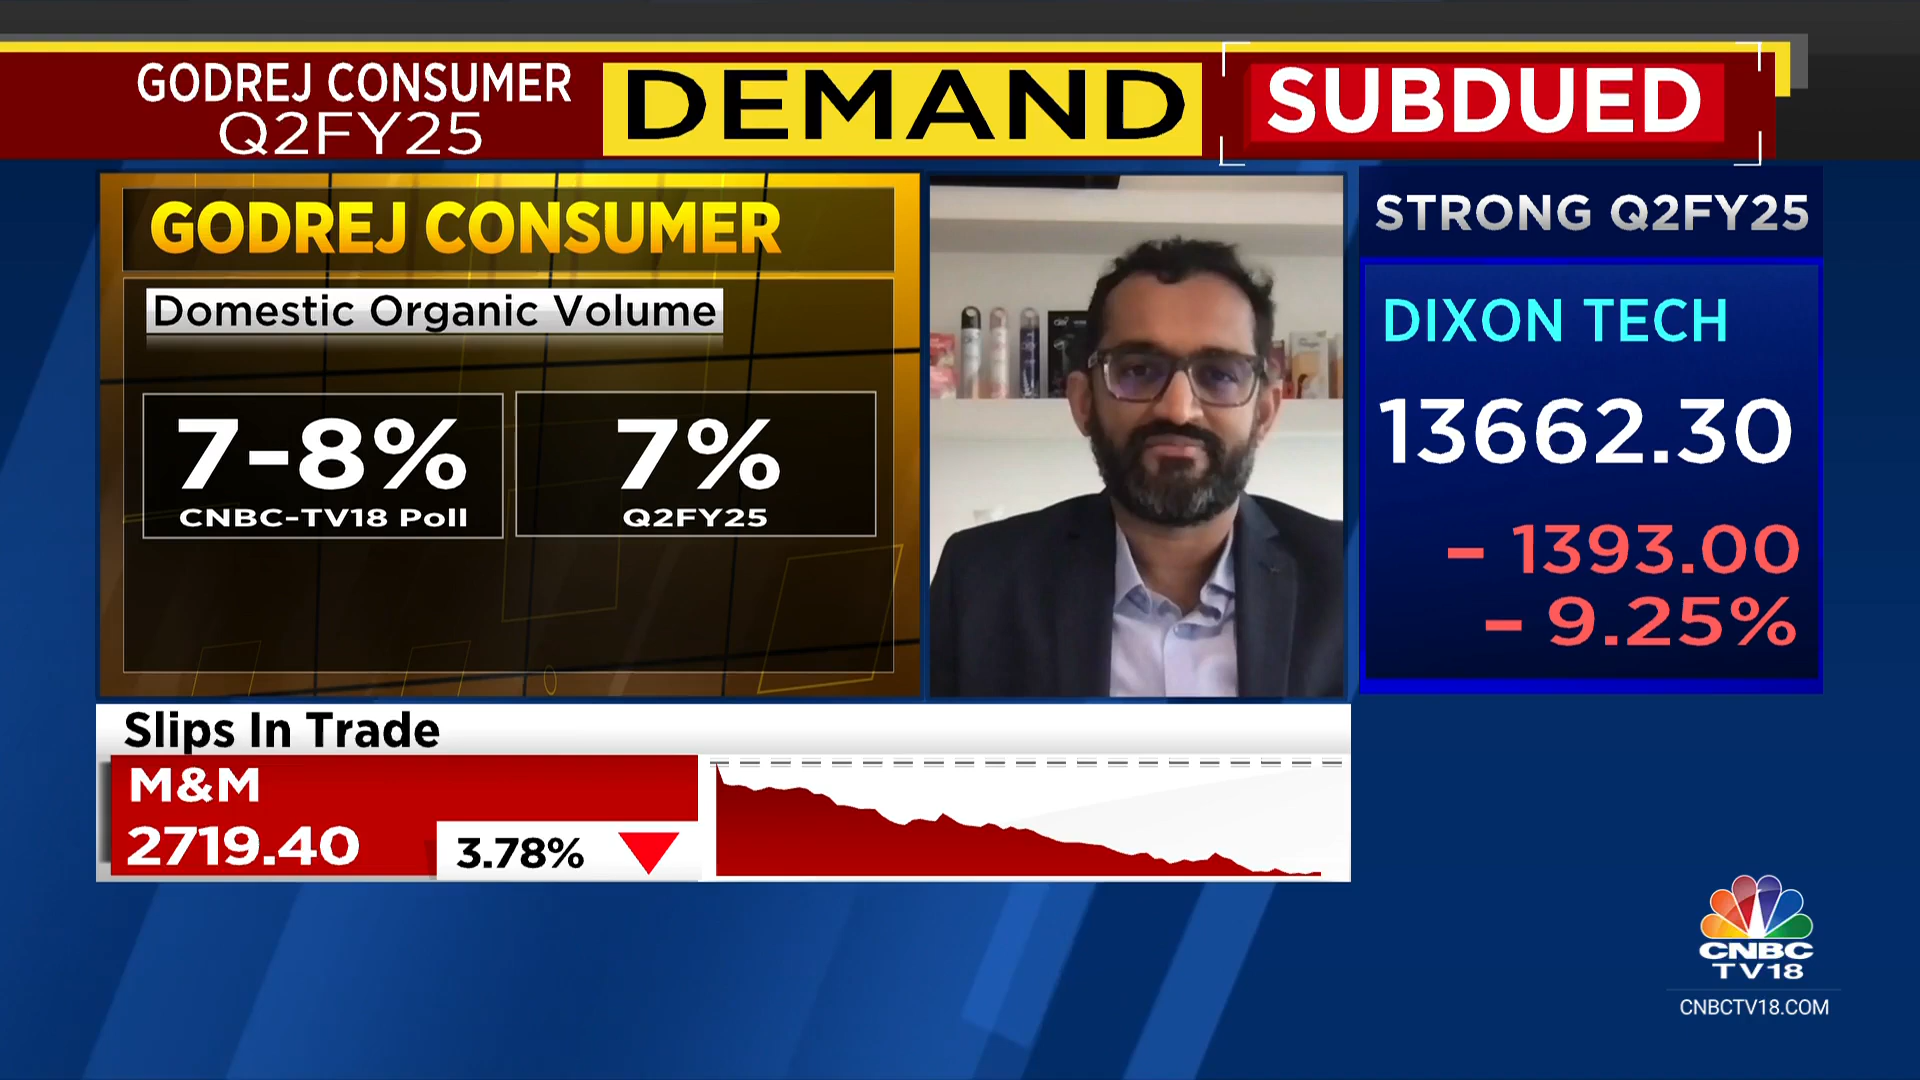 GODREJ CONSUMER
Q2FY25
DEMAND
SUBDUED
GODREJ CONSUMER
Domestic Organic Volume
7-8%
CNBC-TV18 Poll
7%
Q2FY25
STRONG Q2FY25
DIXON TECH
13662.30
- 1393.00
- 9.25%
Slips In Trade
M&M
2719.40
3.78%
CNBC
TV18
CNBCTV18.COM